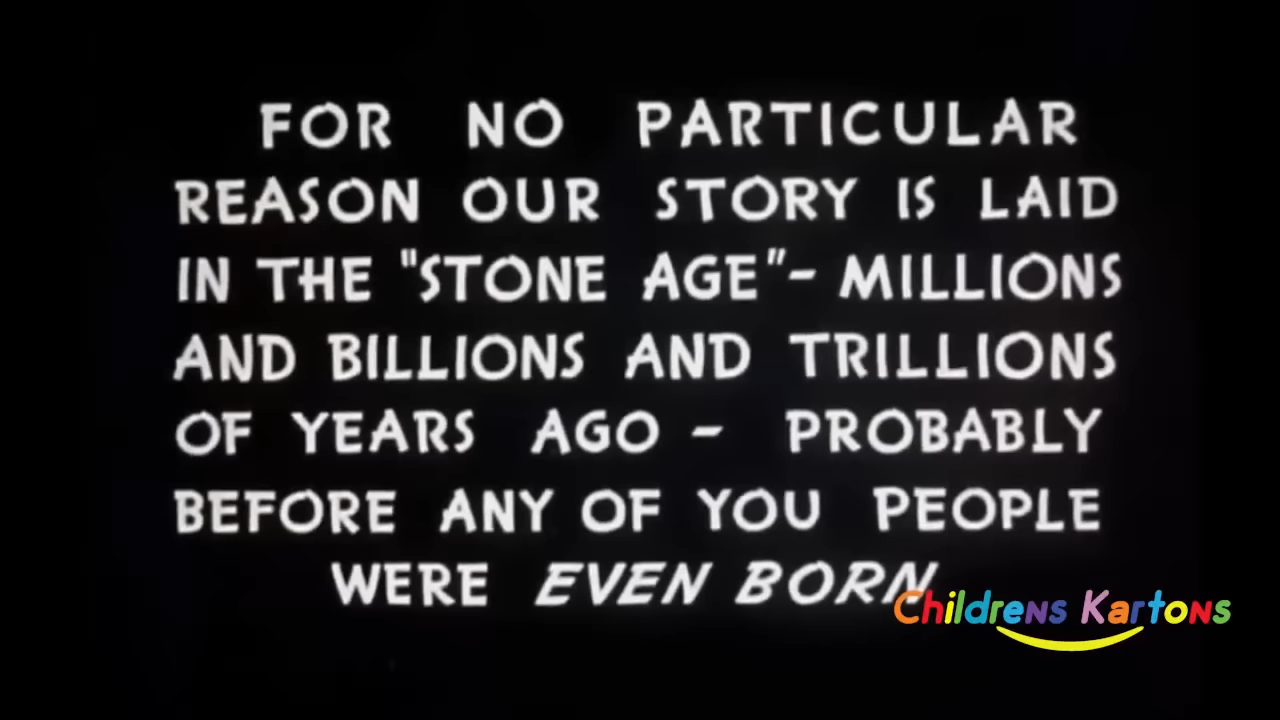 FOR NO PARTICULAR
REASON OUR STORY IS LAID
IN THE "STONE AGE"- MILLIONS
AND BILLIONS AND TRILLIONS
OF YEARS AGO - PROBABLY
BEFORE ANY OF YOU PEOPLE
WERE EVEN BORN
Childrens Kartons